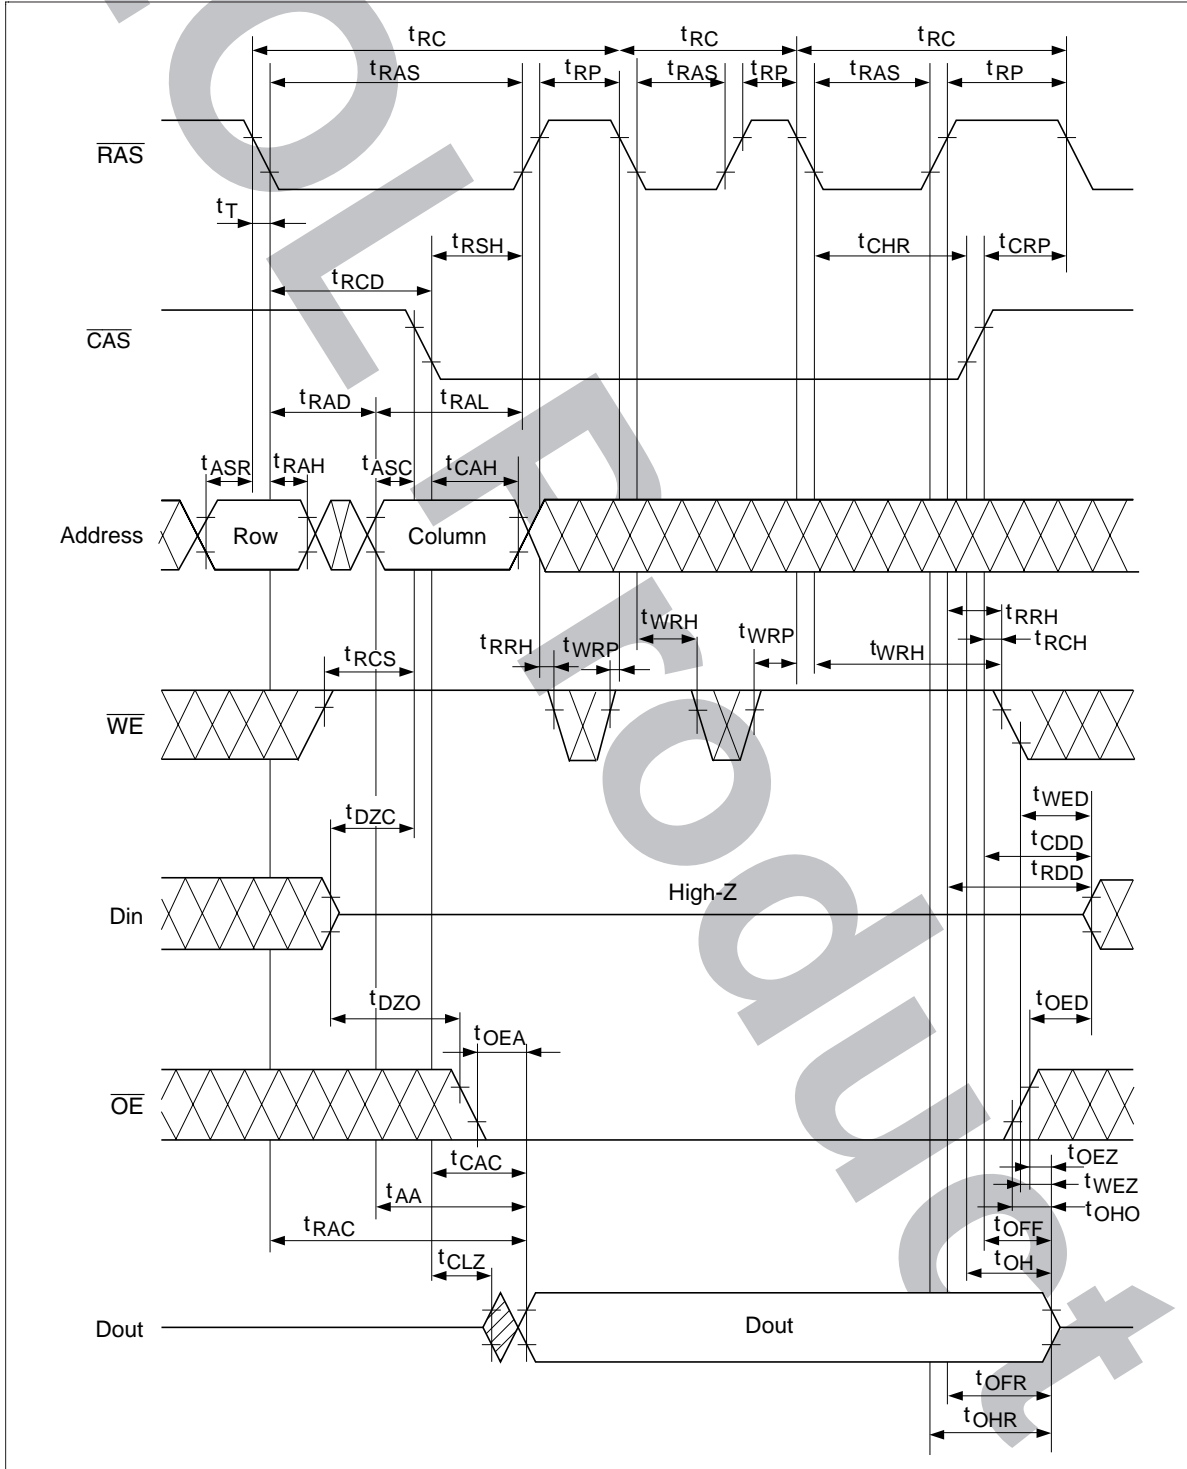 tRC tRC tRC
tRAS tRP tRAS tRP tRAS tRP
RAS
tT
tRSH tCHR tCRP
tRCD
CAS
tRAD tRAL
tASR tRAH tASC tCAH
Address Row Column
tRRH
tWRH tWRP tRCH
tRRH tWRP tWRH
tRCS
WE
tWED
tDZC
tCDD
tRDD
High-Z
Din
tDZO tOED
tOEA
OE
tCAC tOEZ
tAA tWEZ
tOHO
tRAC tOFF
tCLZ tOH
Dout Dout
tOFR
tOHR
EOL Product